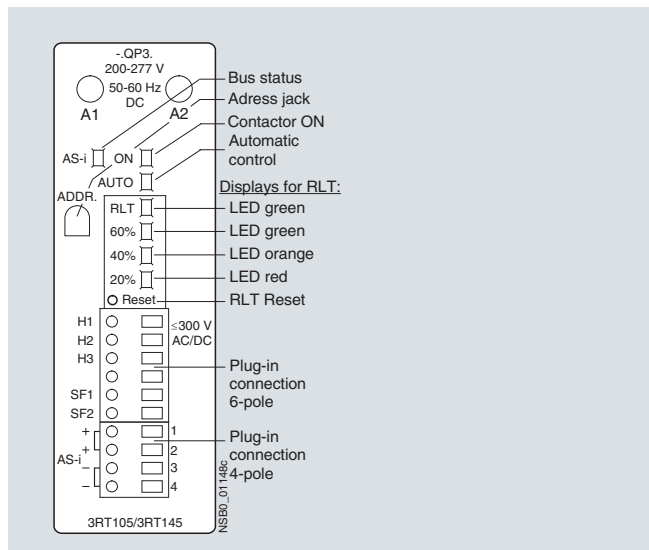 -.QP3.
200-277 V
50-60 Hz
DC
A1
A2
Bus status
Adress jack
Contactor ON
Automatic
control
AS-i
ON
AUTO
ADDR.
Displays for RLT:
RLT
LED green
60%
LED green
40%
LED orange
20%
LED red
Reset
RLT Reset
H1
≤300 V
H2
AC/DC
H3
Plug-in
connection
6-pole
SF1
SF2
+
1
Plug-in
+
2
connection
AS-i
−
3
4-pole
−
4
3RT105/3RT145
NSB0_01148c